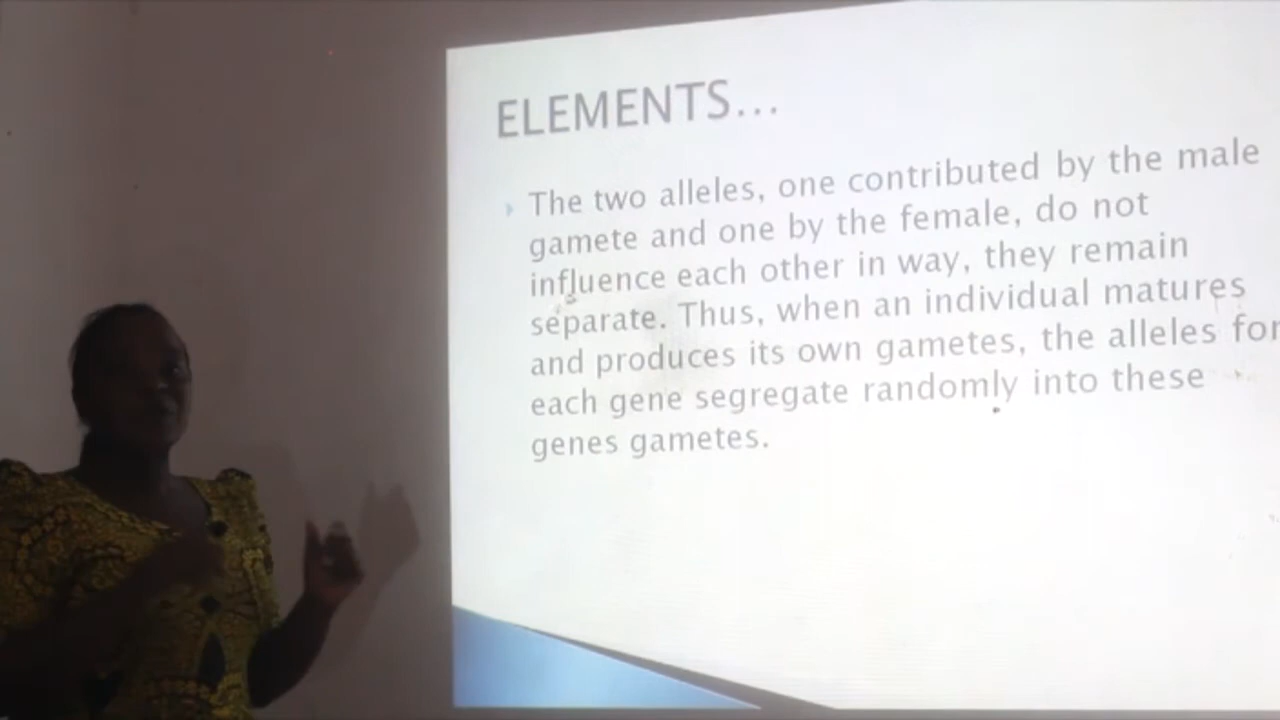 ELEMENTS...
The two alleles, one contributed by the male
gamete and one by the female, do not
influence each other in way, they remain
separate. Thus, when an individual matures
and produces its own gametes, the alleles for
each gene segregate randomly into these
genes gametes.